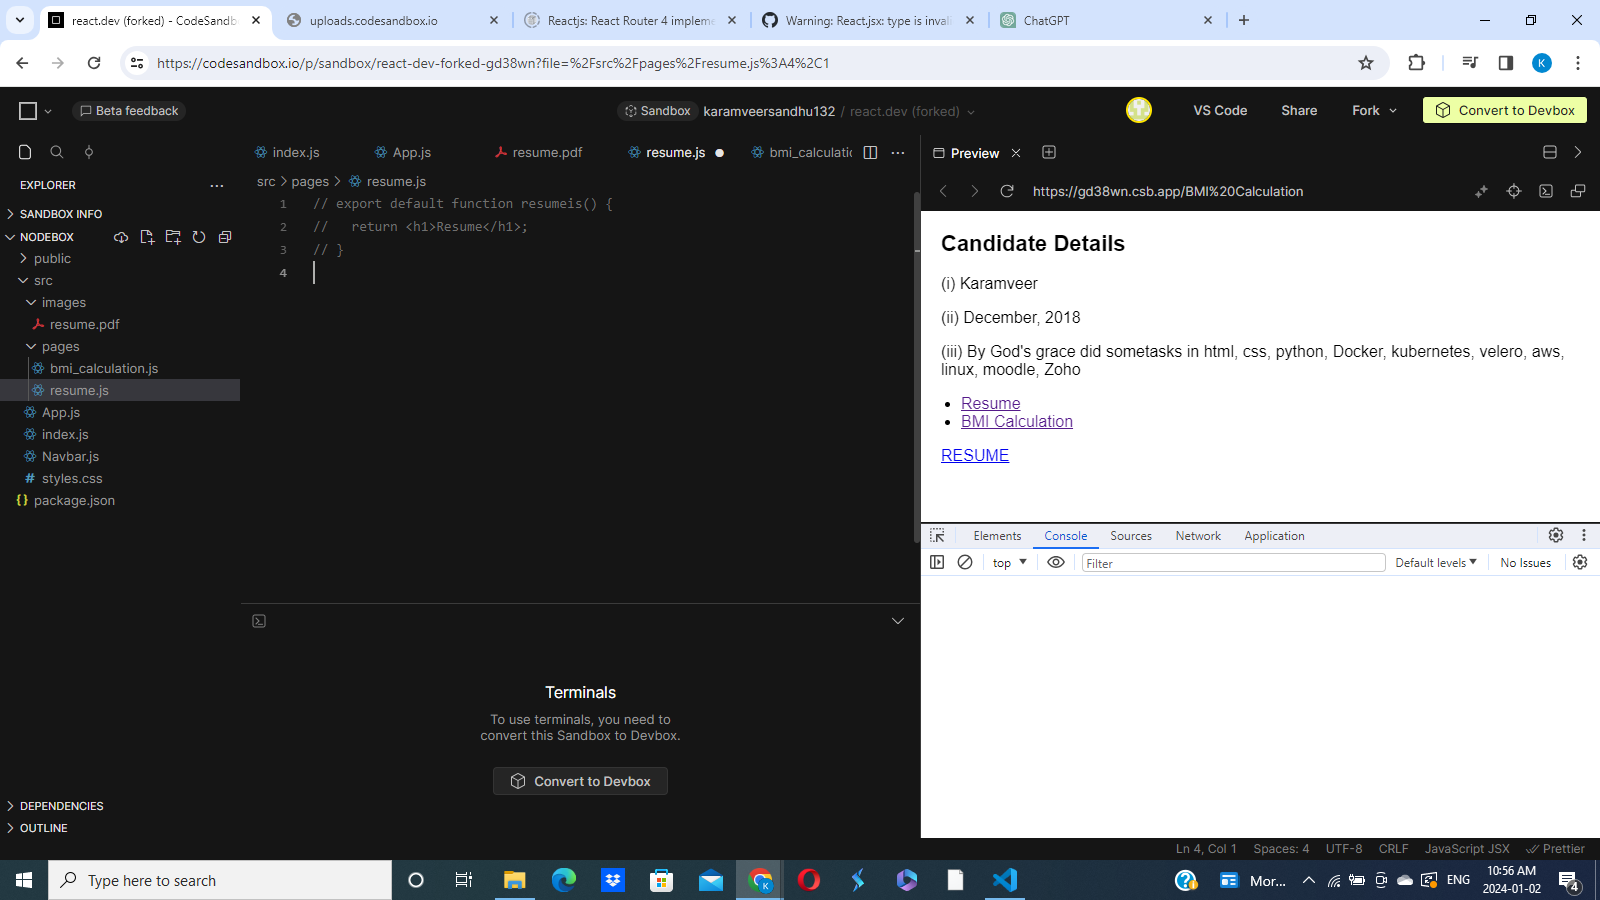 react.dev (forked) - CodeSandb
uploads.codesandbox.io
Reactjs: React Router 4 impleme
Warning: React.jsx: type is inval
ChatGPT
https://codesandbox.io/p/sandbox/react-dev-forked-gd38wn?file=%2Fsrc%2Fpages%2Fresume.js%3A4%2C1
K
Beta feedback
Sandbox karamveersandhu132 / react.dev (forked)
VS Code
Share
Fork
Convert to Devbox
index.js
App.js
resume.pdf
resume.js
bmi_calculatic
Preview
EXPLORER
src > pages > resume.js
https://gd38wn.csb.app/BMI%20Calculation
SANDBOX INFO
NODEBOX
public
src
images
resume.pdf
pages
bmi_calculation.js
resume.js
App.js
index.js
Navbar.js
styles.css
package.json
1 // export default function resumeis() {
2 //   return <h1>Resume</h1>;
3 // }
4
Candidate Details
(i) Karamveer
(ii) December, 2018
(iii) By God's grace did sometasks in html, css, python, Docker, kubernetes, velero, aws,
linux, moodle, Zoho
Resume
BMI Calculation
RESUME
Elements
Console
Sources
Network
Application
top
Filter
Default levels
No Issues
Terminals
To use terminals, you need to
convert this Sandbox to Devbox.
Convert to Devbox
DEPENDENCIES
OUTLINE
Ln 4, Col 1
Spaces: 4
UTF-8
CRLF
JavaScript JSX
Prettier
Type here to search
K
Mor...
ENG
10:56 AM
2024-01-02
4